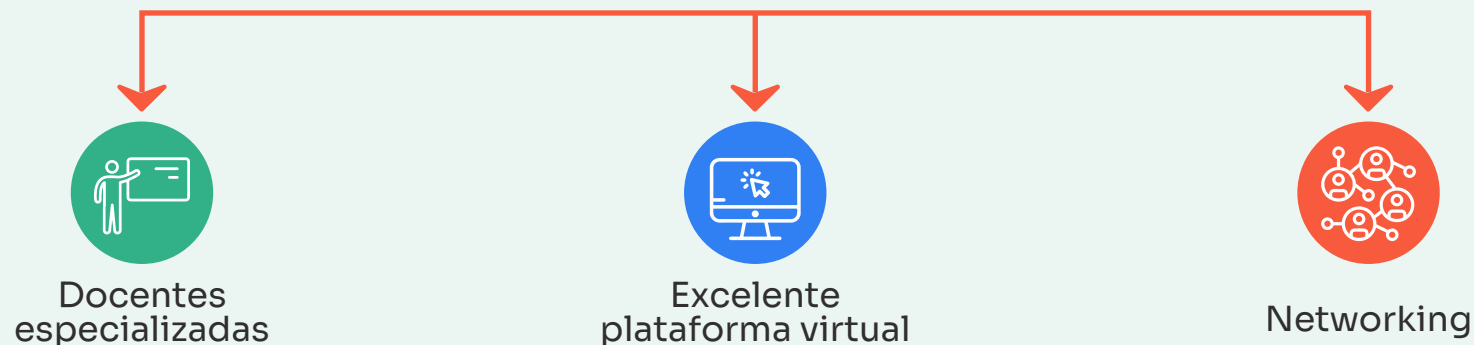 Docentes
especializadas
Excelente
plataforma virtual
Networking